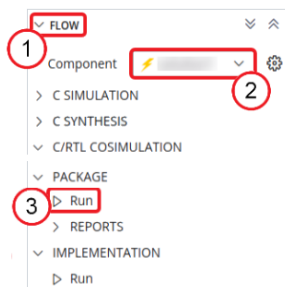 FLOW
1
Component
2
C SIMULATION
C SYNTHESIS
C/RTL COSIMULATION
PACKAGE
3
Run
REPORTS
IMPLEMENTATION
Run